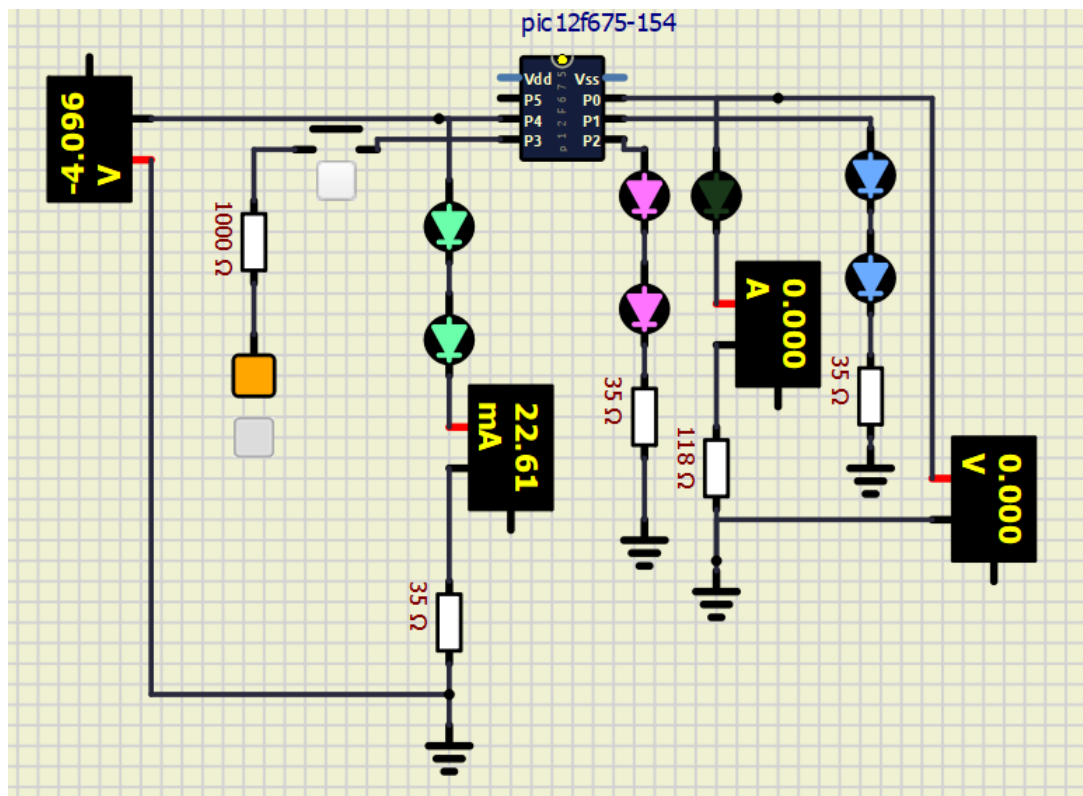 pic12f675-154
Vdd
Vss
P5
P0
P4
P1
P3
P2
P12F675
-4.096
V
1000 Ω
22.61
mA
35 Ω
35 Ω
0.000
A
118 Ω
35 Ω
0.000
V